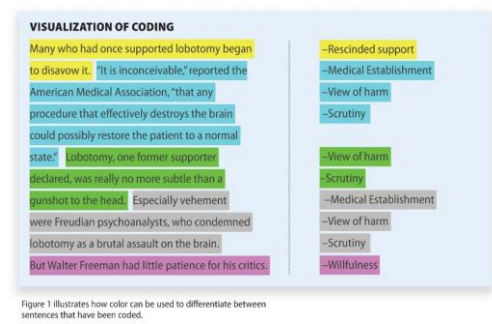 VISUALIZATION OF CODING
Many who had once supported lobotomy began
to disavow it. "It is inconceivable," reported the
American Medical Association, "that any
procedure that effectively destroys the brain
could possibly restore the patient to a normal
state." Lobotomy, one former supporter
declared, was really no more subtle than a
gunshot to the head. Especially vehement
were Freudian psychoanalysts, who condemned
lobotomy as a brutal assault on the brain.
But Walter Freeman had little patience for his critics.
–Rescinded support
–Medical Establishment
–View of harm
–Scrutiny
–View of harm
–Scrutiny
–Medical Establishment
–View of harm
–Scrutiny
–Willfulness
Figure 1 illustrates how color can be used to differentiate between
sentences that have been coded.